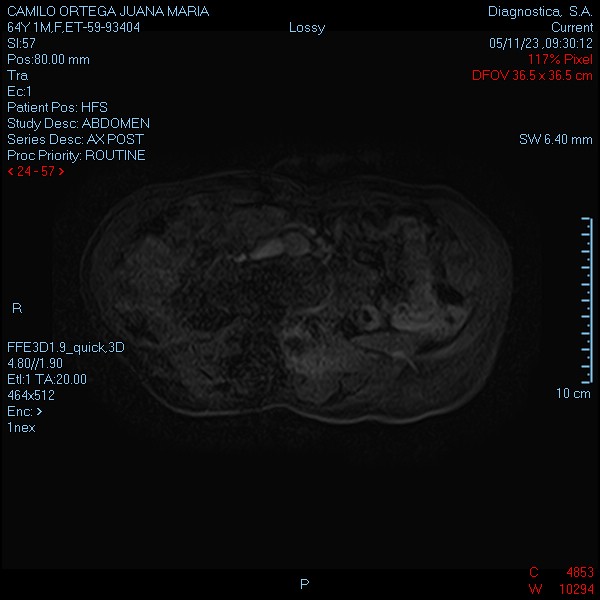 CAMILO ORTEGA JUANA MARIA
64Y 1M,F,ET-59-93404
Sl:57
Pos:80.00 mm
Tra
Ec:1
Patient Pos: HFS
Study Desc: ABDOMEN
Series Desc: AX POST
Proc Priority: ROUTINE
< 24 - 57 >
Lossy
Diagnostica, S.A.
Current
05/11/23 ,09:30:12
117% Pixel
DFOV 36.5 x 36.5 cm
SW 6.40 mm
R
FFE3D1.9_quick,3D
4.80//1.90
Etl:1 TA:20.00
464x512
Enc: >
1nex
10 cm
P
C 4853
W 10294